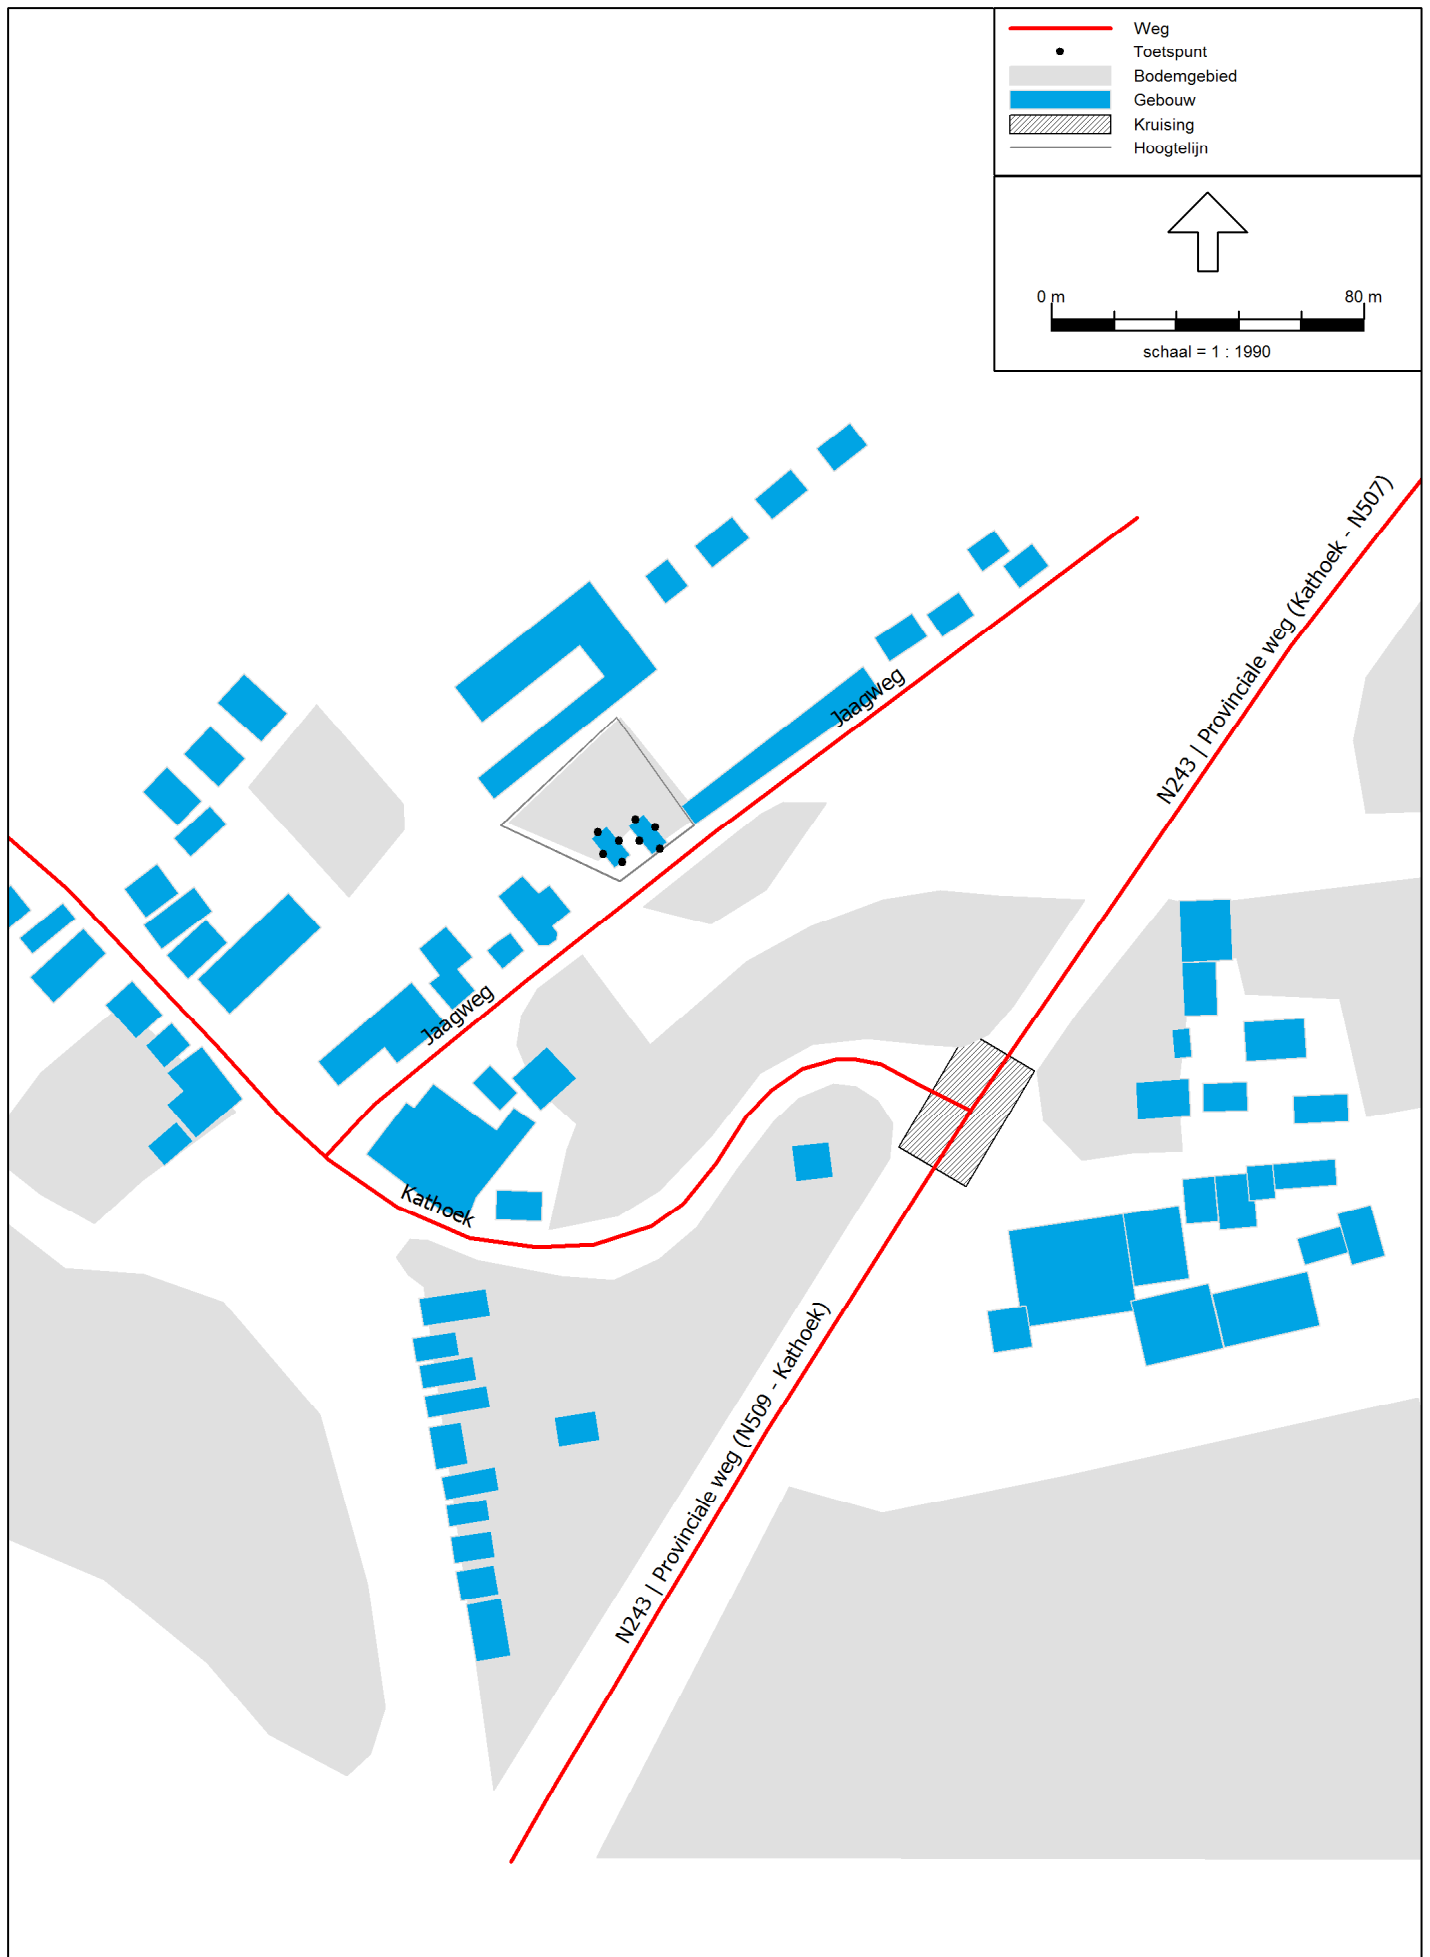 Weg
Toetspunt
Bodemgebied
Gebouw
Kruising
Hoogtelijn
0 m 80 m
schaal = 1 : 1990
N243 | Provinciale weg (Kathoek - N507)
Jaagweg
Jaagweg
Kathoek
N243 | Provinciale weg (N509 - Kathoek)